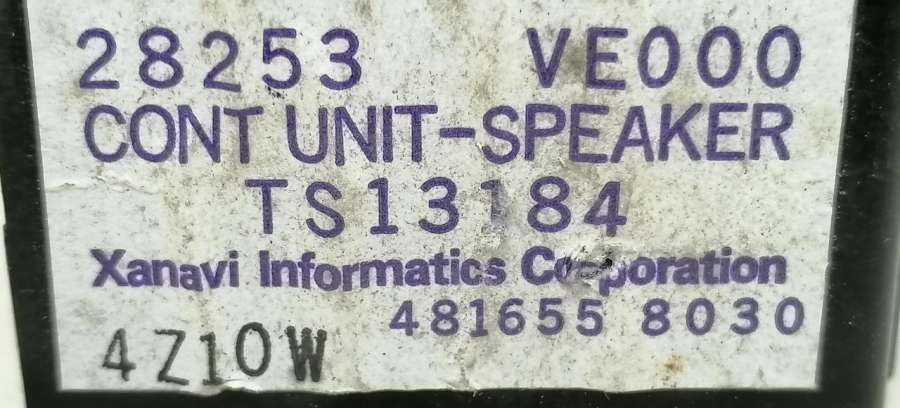 28253 VE000
CONT UNIT-SPEAKER
TS13184
Xanavi Informatics Corporation
481655 8030
4Z10W